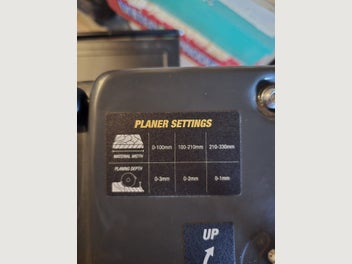 PLANER SETTINGS
MATERIAL WIDTH 0-100mm 100-210mm 210-330mm
PLANING DEPTH 0-3mm 0-2mm 0-1mm
UP